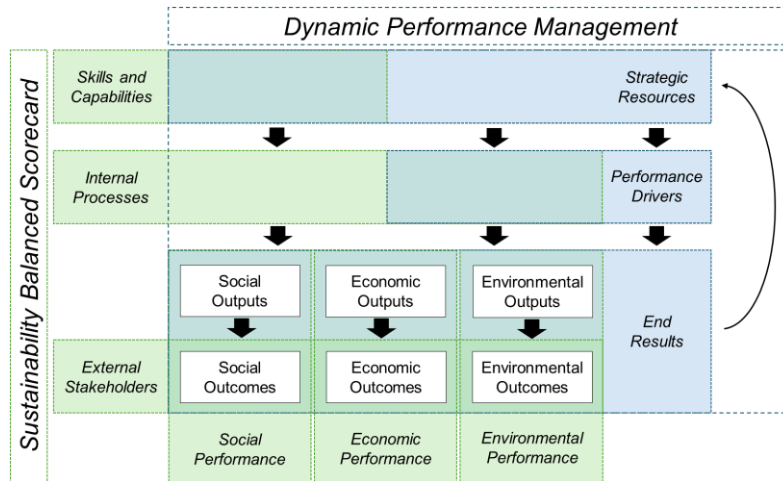 Dynamic Performance Management
Sustainability Balanced Scorecard
Skills and
Capabilities
Strategic
Resources
Internal
Processes
Performance
Drivers
Social
Outputs
Economic
Outputs
Environmental
Outputs
End
Results
External
Stakeholders
Social
Outcomes
Economic
Outcomes
Environmental
Outcomes
Social
Performance
Economic
Performance
Environmental
Performance